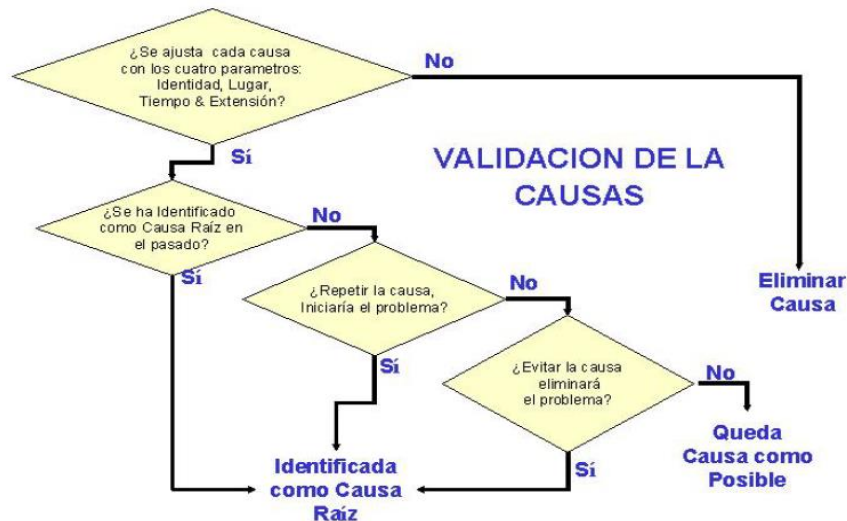 ¿Se ajusta cada causa
con los cuatro parametros:
Identidad, Lugar,
Tiempo & Extensión?
No
Sí
VALIDACION DE LA
CAUSAS
¿Se ha Identificado
como Causa Raíz en
el pasado?
No
Sí
¿Repetir la causa,
Iniciaría el problema?
No
Sí
Eliminar
Causa
¿Evitar la causa
eliminará
el problema?
No
Sí
Queda
Causa como
Posible
Identificada
como Causa
Raíz